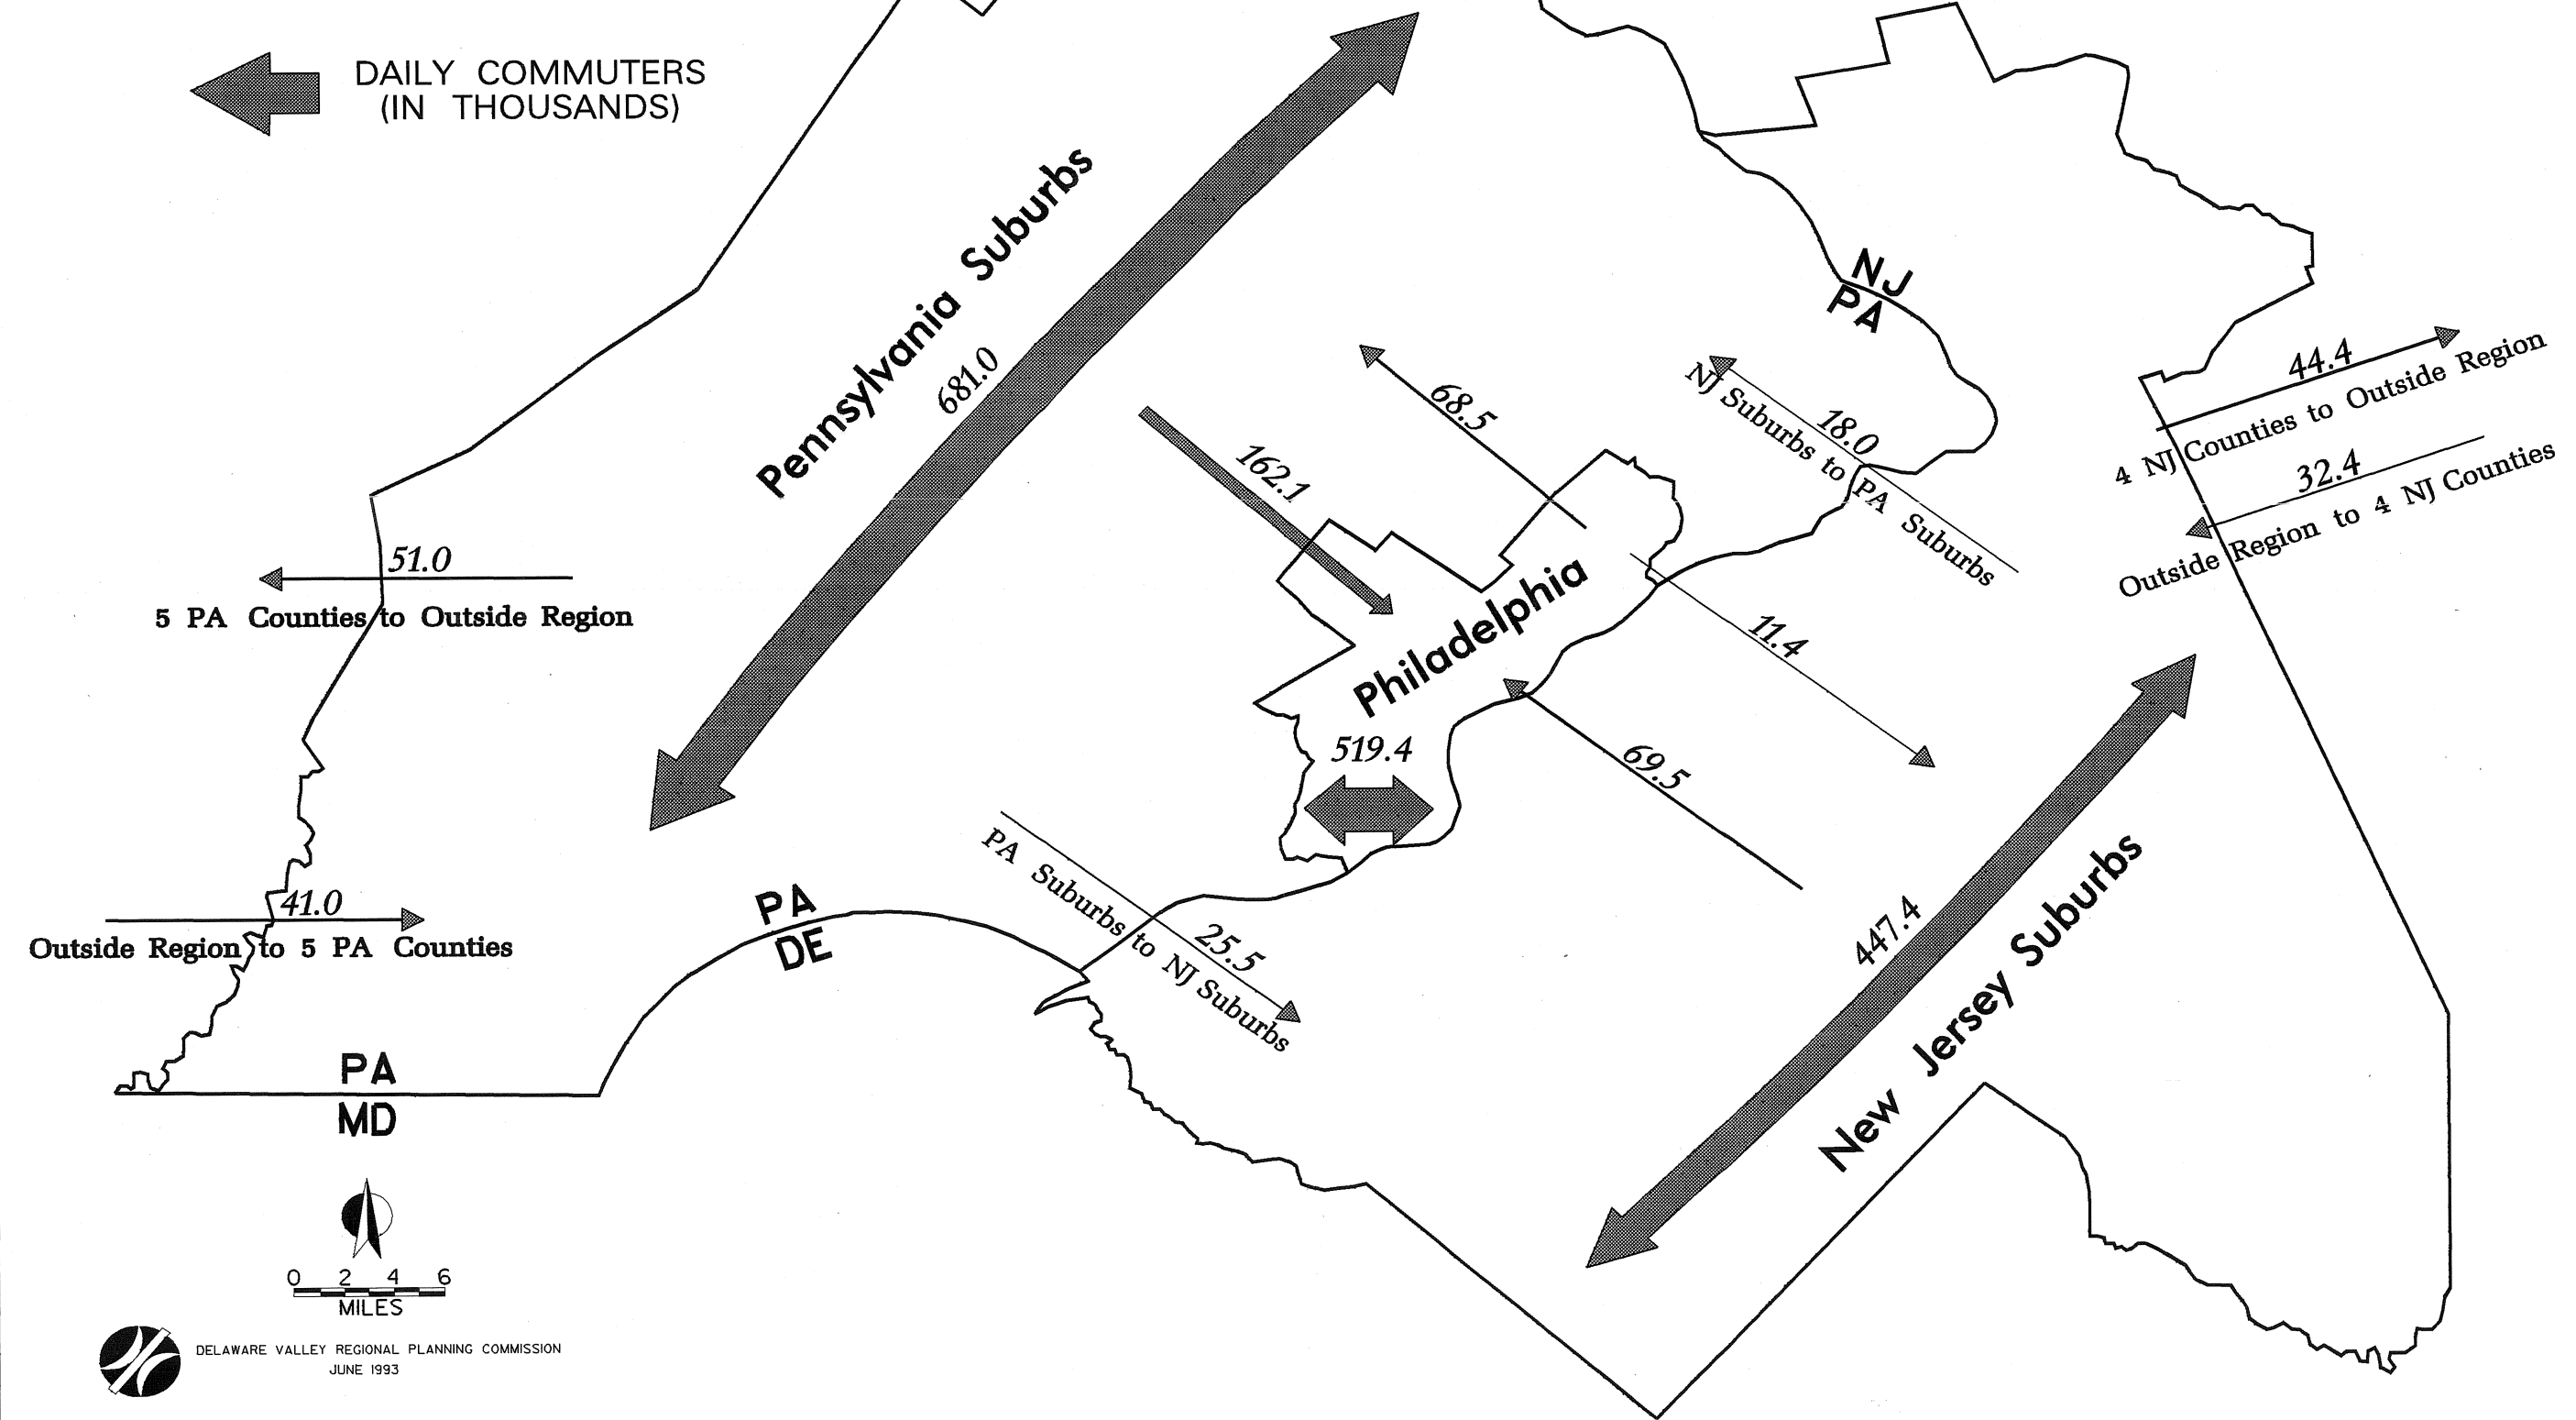 DAILY COMMUTERS
(IN THOUSANDS)
Pennsylvania Suburbs
681.0
NJ
PA
44.4
4 NJ Counties to Outside Region
32.4
Outside Region to 4 NJ Counties
68.5
18.0
NJ Suburbs to PA Suburbs
162.1
51.0
5 PA Counties to Outside Region
Philadelphia
11.4
519.4
69.5
447.4
New Jersey Suburbs
PA Suburbs to NJ Suburbs
25.5
41.0
Outside Region to 5 PA Counties
PA
DE
PA
MD
0 2 4 6
MILES
DELAWARE VALLEY REGIONAL PLANNING COMMISSION
JUNE 1993